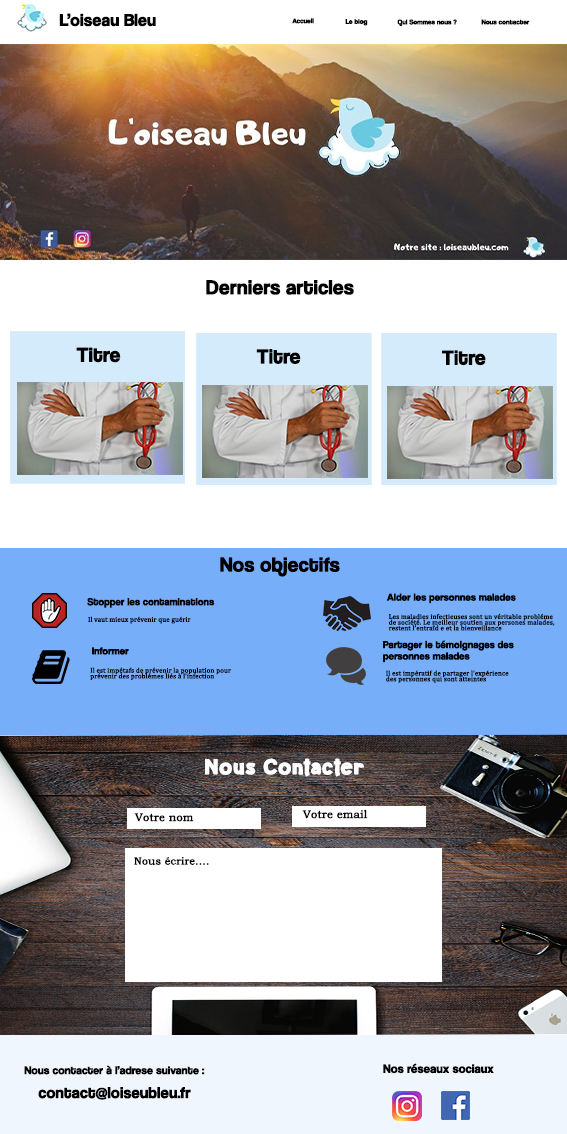 L'oiseau Bleu
Accueil
Le blog
Qui Sommes nous ?
Nous contacter
L'oiseau Bleu
Notre site : loiseaubleu.com
Derniers articles
Titre
Titre
Titre
Nos objectifs
Stopper les contaminations
Il vaut mieux prévenir que guérir
Aider les personnes malades
Les maladies infectieuses sont un véritable problème
de société. Le meilleur soutien aux personnes malades,
restent l'entraid e et la bienveillance
Informer
Il est impétafs de prévenir la population pour
prévenir des problèmes liés à l'infection
Partager le témoignages des
personnes malades
Il est impératif de partager l'expérience
des personnes qui sont atteintes
Nous Contacter
Votre nom
Votre email
Nous écrire....
Nous contacter à l'adrese suivante :
contact@loiseubleu.fr
Nos réseaux sociaux